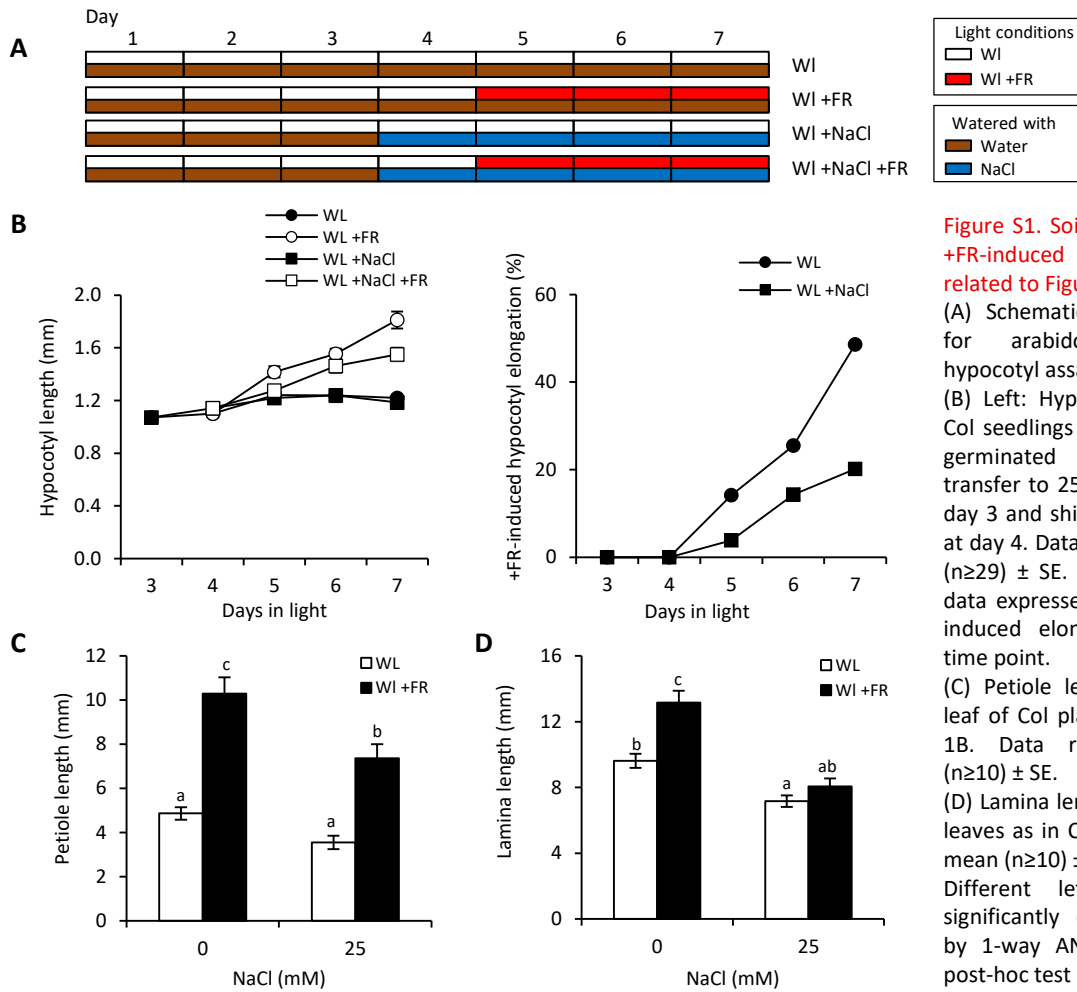 Day
A
1 2 3 4 5 6 7
Wl
Wl +FR
Wl +NaCl
Wl +NaCl +FR
Light conditions
Wl
Wl +FR
Watered with
Water
NaCl
B
WL
WL +FR
WL +NaCl
WL +NaCl +FR
Hypocotyl length (mm)
2.0
1.6
1.2
0.8
0.4
0.0
3 4 5 6 7
Days in light
WL
WL +NaCl
+FR-induced hypocotyl elongation (%)
60
40
20
0
3 4 5 6 7
Days in light
C
WL
Wl +FR
Petiole length (mm)
12
10
8
6
4
2
0
a c a b
0 25
NaCl (mM)
D
WL
Wl +FR
Lamina length (mm)
16
12
8
4
0
b c a ab
0 25
NaCl (mM)
Figure S1. Soi
+FR-induced
related to Figu
(A) Schematic
for arabido
hypocotyl assa
(B) Left: Hyp
Col seedlings
germinated
transfer to 25
day 3 and shi
at day 4. Data
(n≥29) ± SE.
data expresse
induced elon
time point.
(C) Petiole le
leaf of Col pla
1B. Data r
(n≥10) ± SE.
(D) Lamina len
leaves as in C
mean (n≥10) ±
Different let
significantly
by 1-way AN
post-hoc test